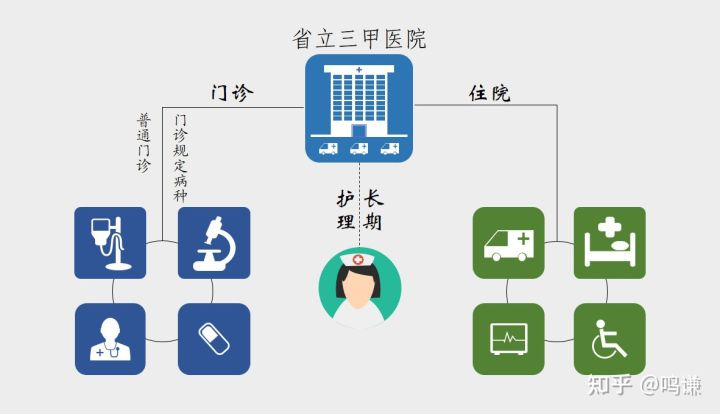 省立三甲医院
门诊
住院
普通门诊
门诊规定病种
长期
护理
知乎 @鸣谦